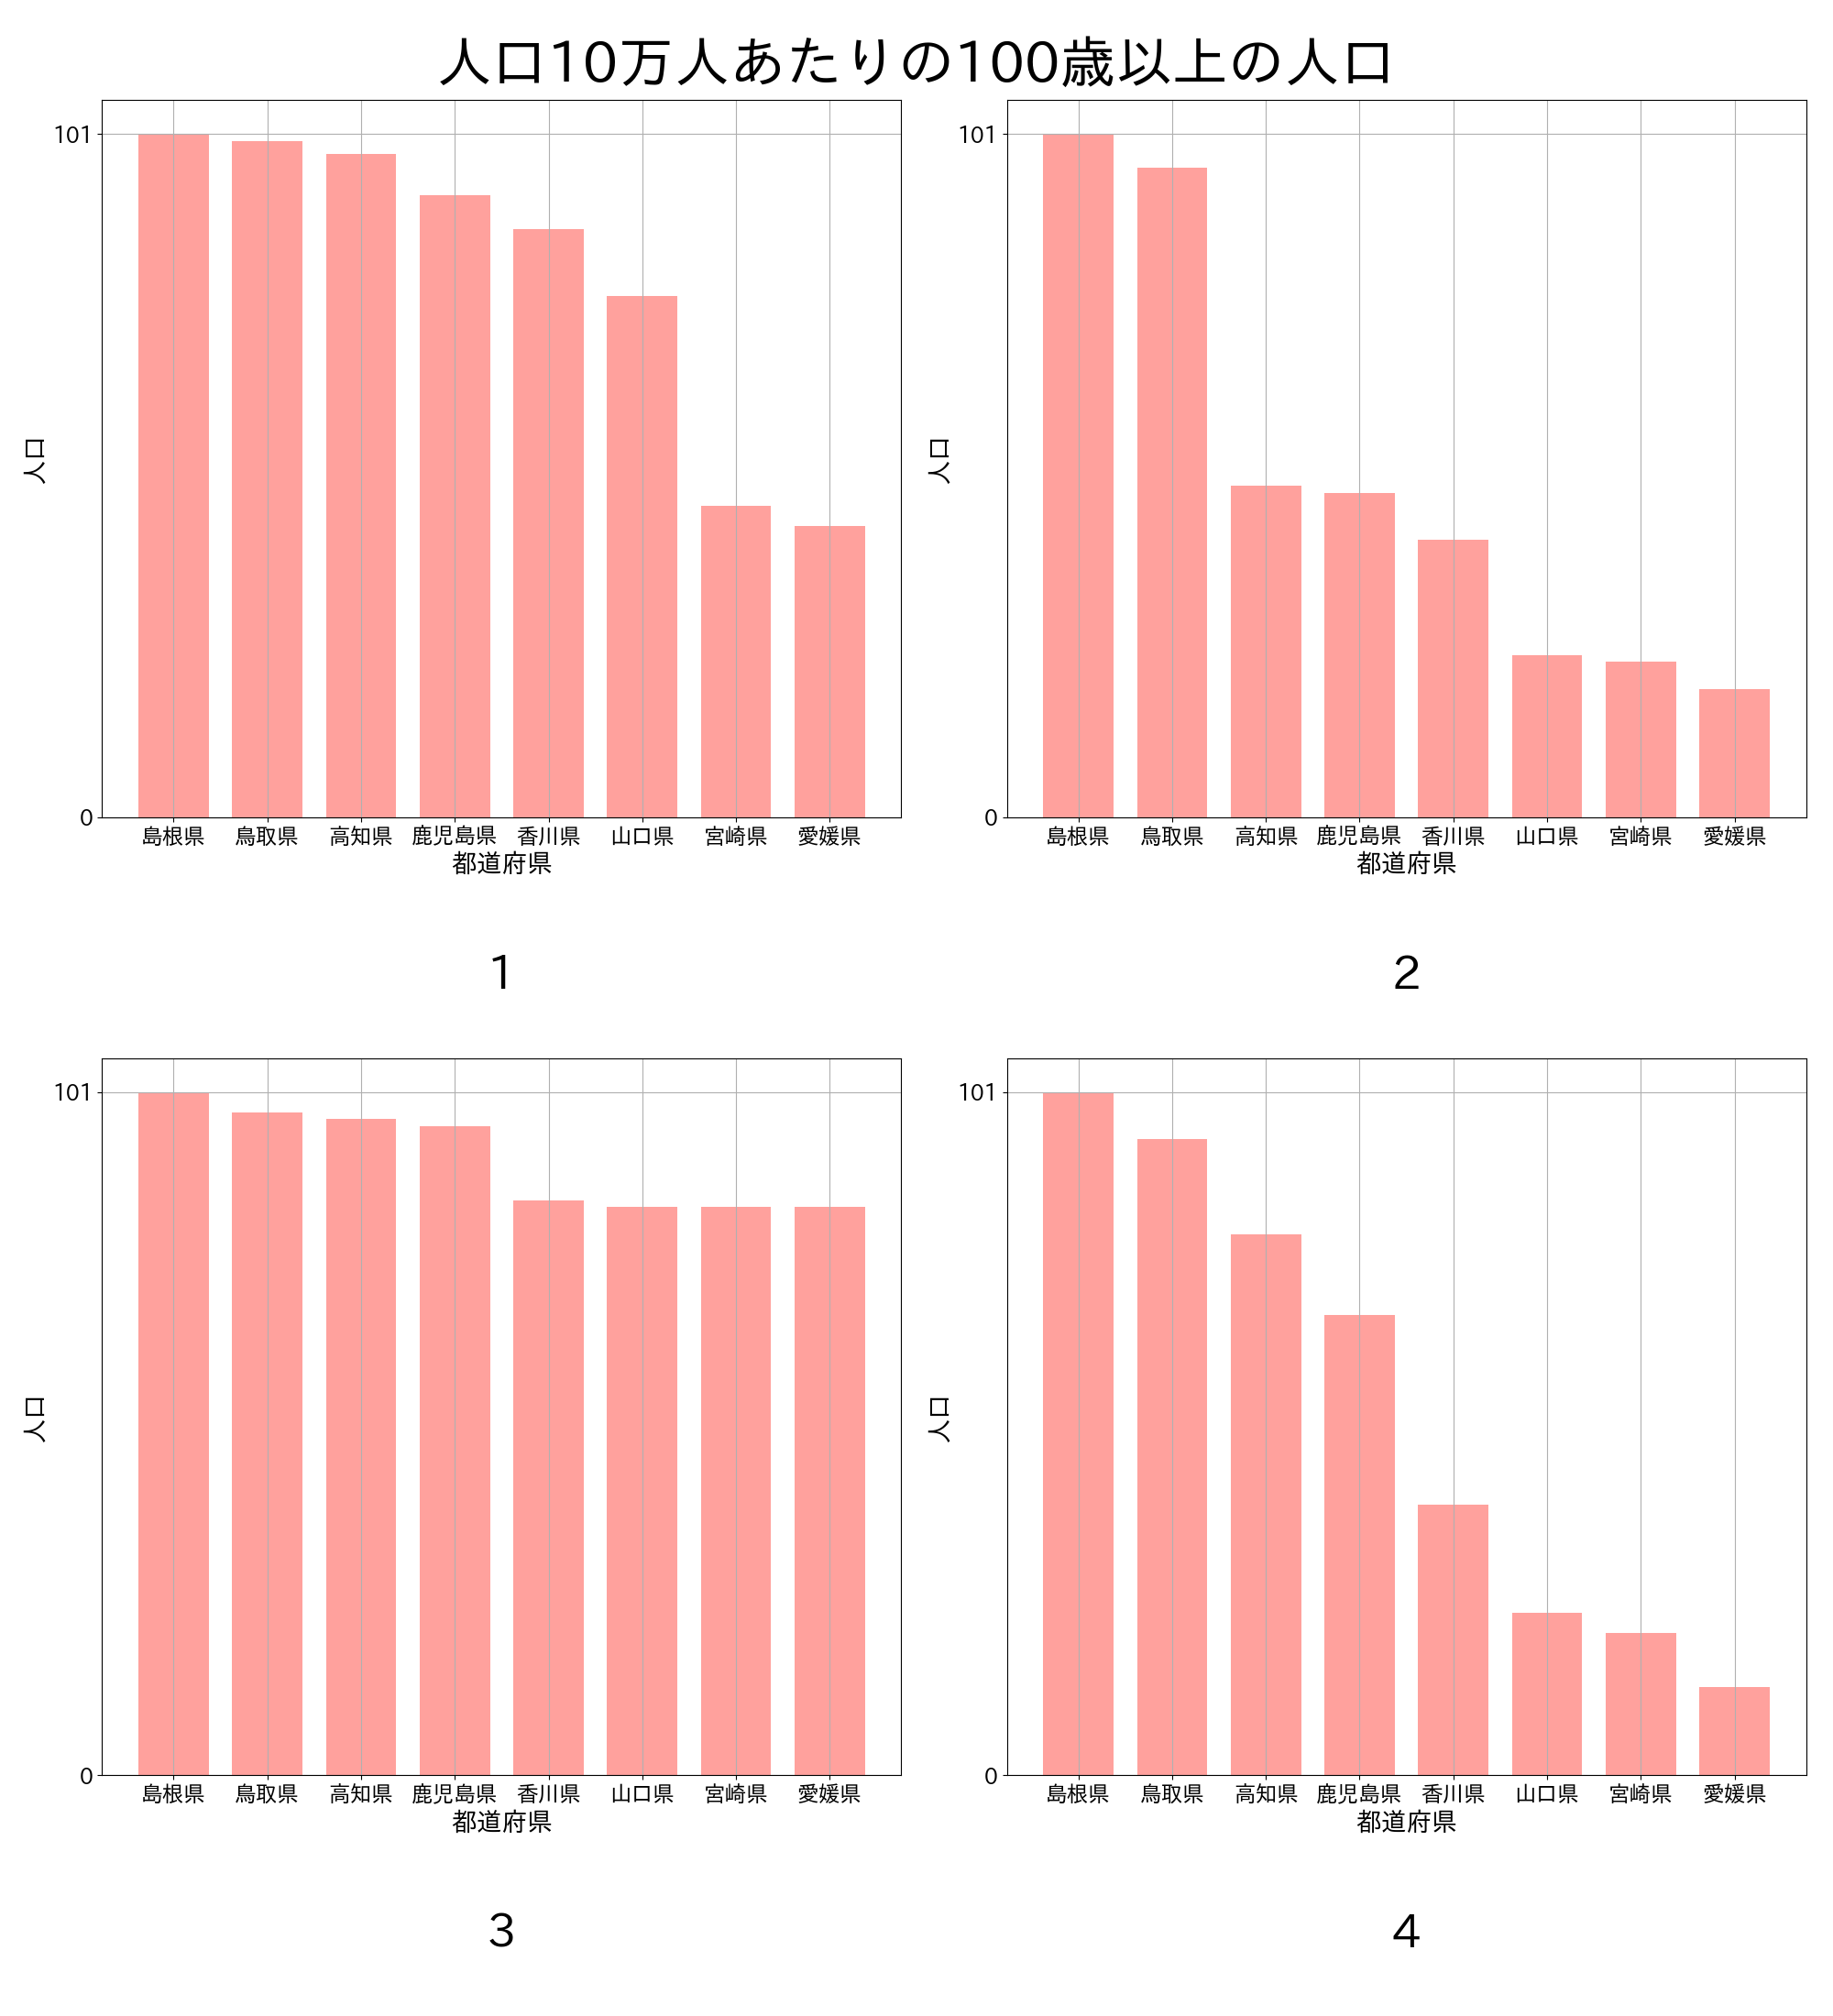 人口10万人あたりの100歳以上の人口
101
0
人口
島根県 鳥取県 高知県 鹿児島県 香川県 山口県 宮崎県 愛媛県
都道府県
1
101
0
人口
島根県 鳥取県 高知県 鹿児島県 香川県 山口県 宮崎県 愛媛県
都道府県
2
101
0
人口
島根県 鳥取県 高知県 鹿児島県 香川県 山口県 宮崎県 愛媛県
都道府県
3
101
0
人口
島根県 鳥取県 高知県 鹿児島県 香川県 山口県 宮崎県 愛媛県
都道府県
4